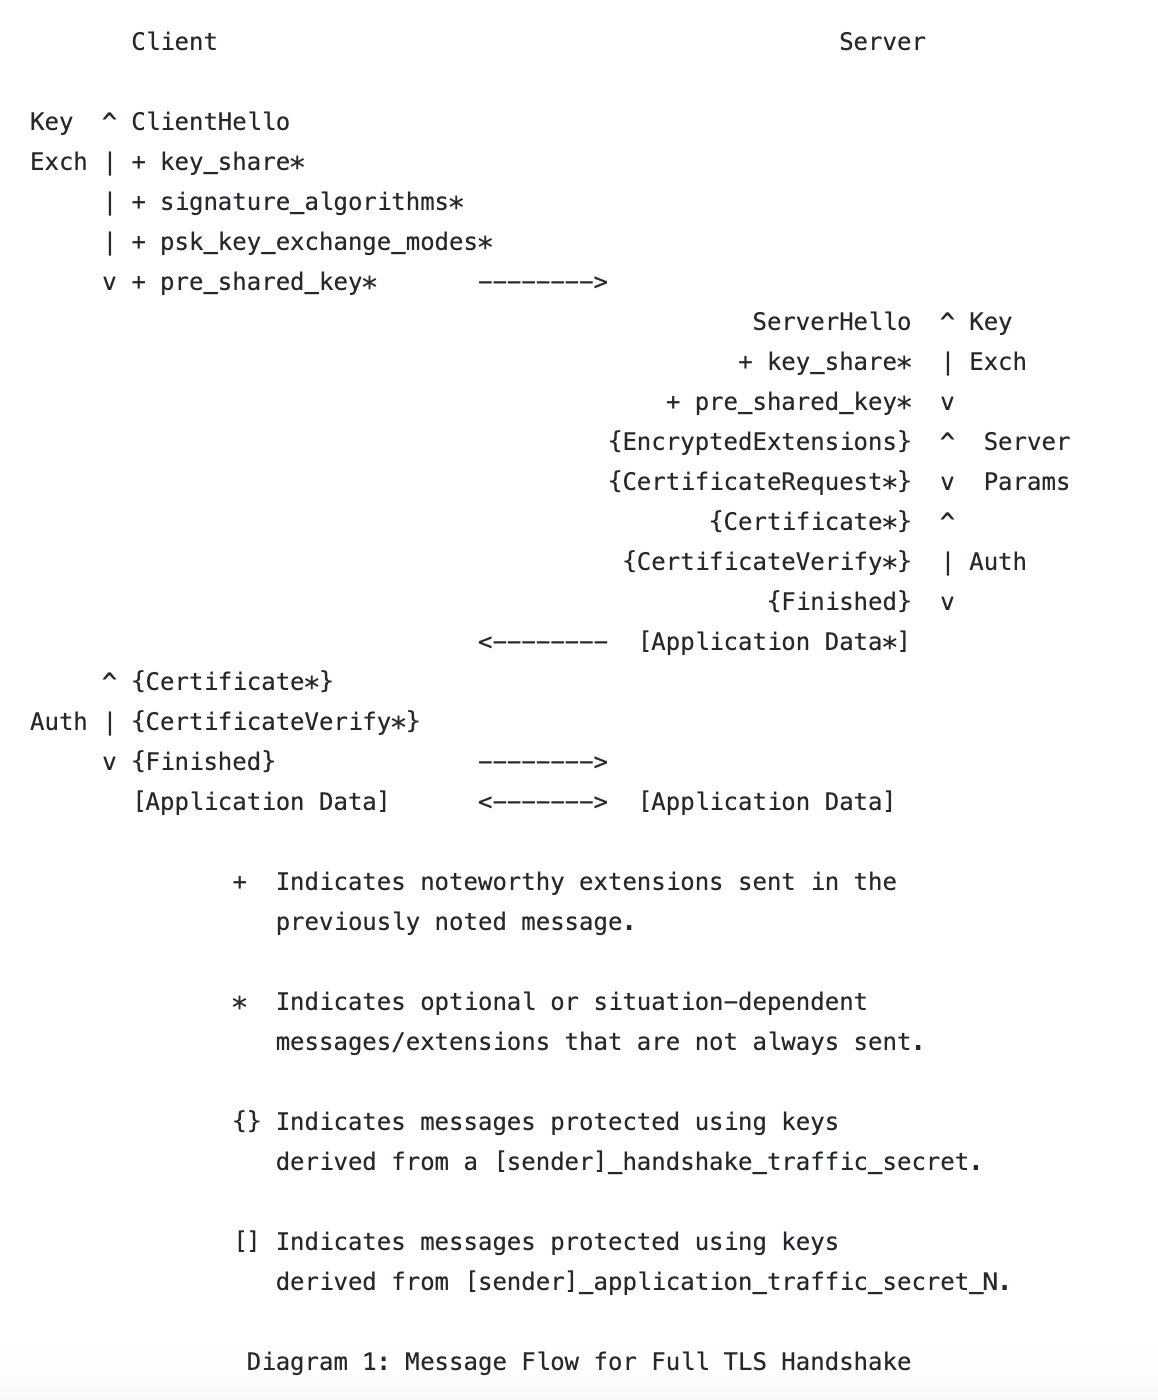 Client                                           Server

Key  ^ ClientHello
Exch | + key_share*
     | + signature_algorithms*
     | + psk_key_exchange_modes*
     v + pre_shared_key*       -------->
                                                  ServerHello  ^ Key
                                                 + key_share*  | Exch
                                            + pre_shared_key*  v
                                        {EncryptedExtensions}  ^  Server
                                        {CertificateRequest*}  v  Params
                                               {Certificate*}  ^
                                         {CertificateVerify*}  | Auth
                                                   {Finished}  v
                               <--------  [Application Data*]
     ^ {Certificate*}
Auth | {CertificateVerify*}
     v {Finished}              -------->
       [Application Data]      <------->  [Application Data]

              +  Indicates noteworthy extensions sent in the
                 previously noted message.

              *  Indicates optional or situation-dependent
                 messages/extensions that are not always sent.

              {} Indicates messages protected using keys
                 derived from a [sender]_handshake_traffic_secret.

              [] Indicates messages protected using keys
                 derived from [sender]_application_traffic_secret_N.

               Diagram 1: Message Flow for Full TLS Handshake